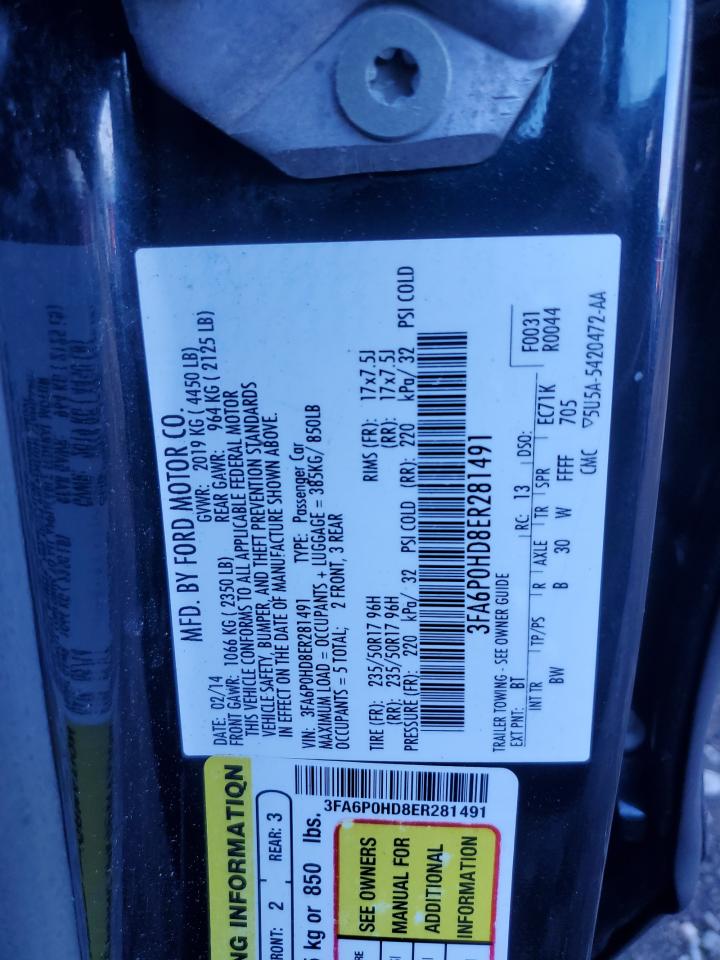 MFD. BY FORD MOTOR CO.
DATE: 02/14 GVWR: 2019 KG ( 4450 LB)
FRONT GAWR: 1066 KG ( 2350 LB) REAR GAWR: 964 KG ( 2125 LB)
THIS VEHICLE CONFORMS TO ALL APPLICABLE FEDERAL MOTOR
VEHICLE SAFETY, BUMPER, AND THEFT PREVENTION STANDARDS
IN EFFECT ON THE DATE OF MANUFACTURE SHOWN ABOVE.
VIN: 3FA6P0HD8ER281491 TYPE: Passenger Car
MAXIMUM LOAD = OCCUPANTS + LUGGAGE = 385KG/ 850LB
OCCUPANTS = 5 TOTAL; 2 FRONT, 3 REAR
TIRE (FR): 235/50R17 96H RIMS (FR): 17x7.5J
(RR): 235/50R17 96H (RR): 17x7.5J
PRESSURE (FR): 220 kPa/ 32 PSI COLD (RR): 220 kPa/ 32 PSI COLD
3FA6P0HD8ER281491
TRAILER TOWING - SEE OWNER GUIDE
EXT PNT: BT RC: 13 DSO: F0031
INT TR TP/PS R AXLE TR SPR EC71K R0044
BW B 30 W FFFF 705
CMC ▽5U5A-5420472-AA
NG INFORMATION
FRONT: 2 REAR: 3
5 kg or 850 lbs.
3FA6P0HD8ER281491
SEE OWNERS
MANUAL FOR
ADDITIONAL
INFORMATION